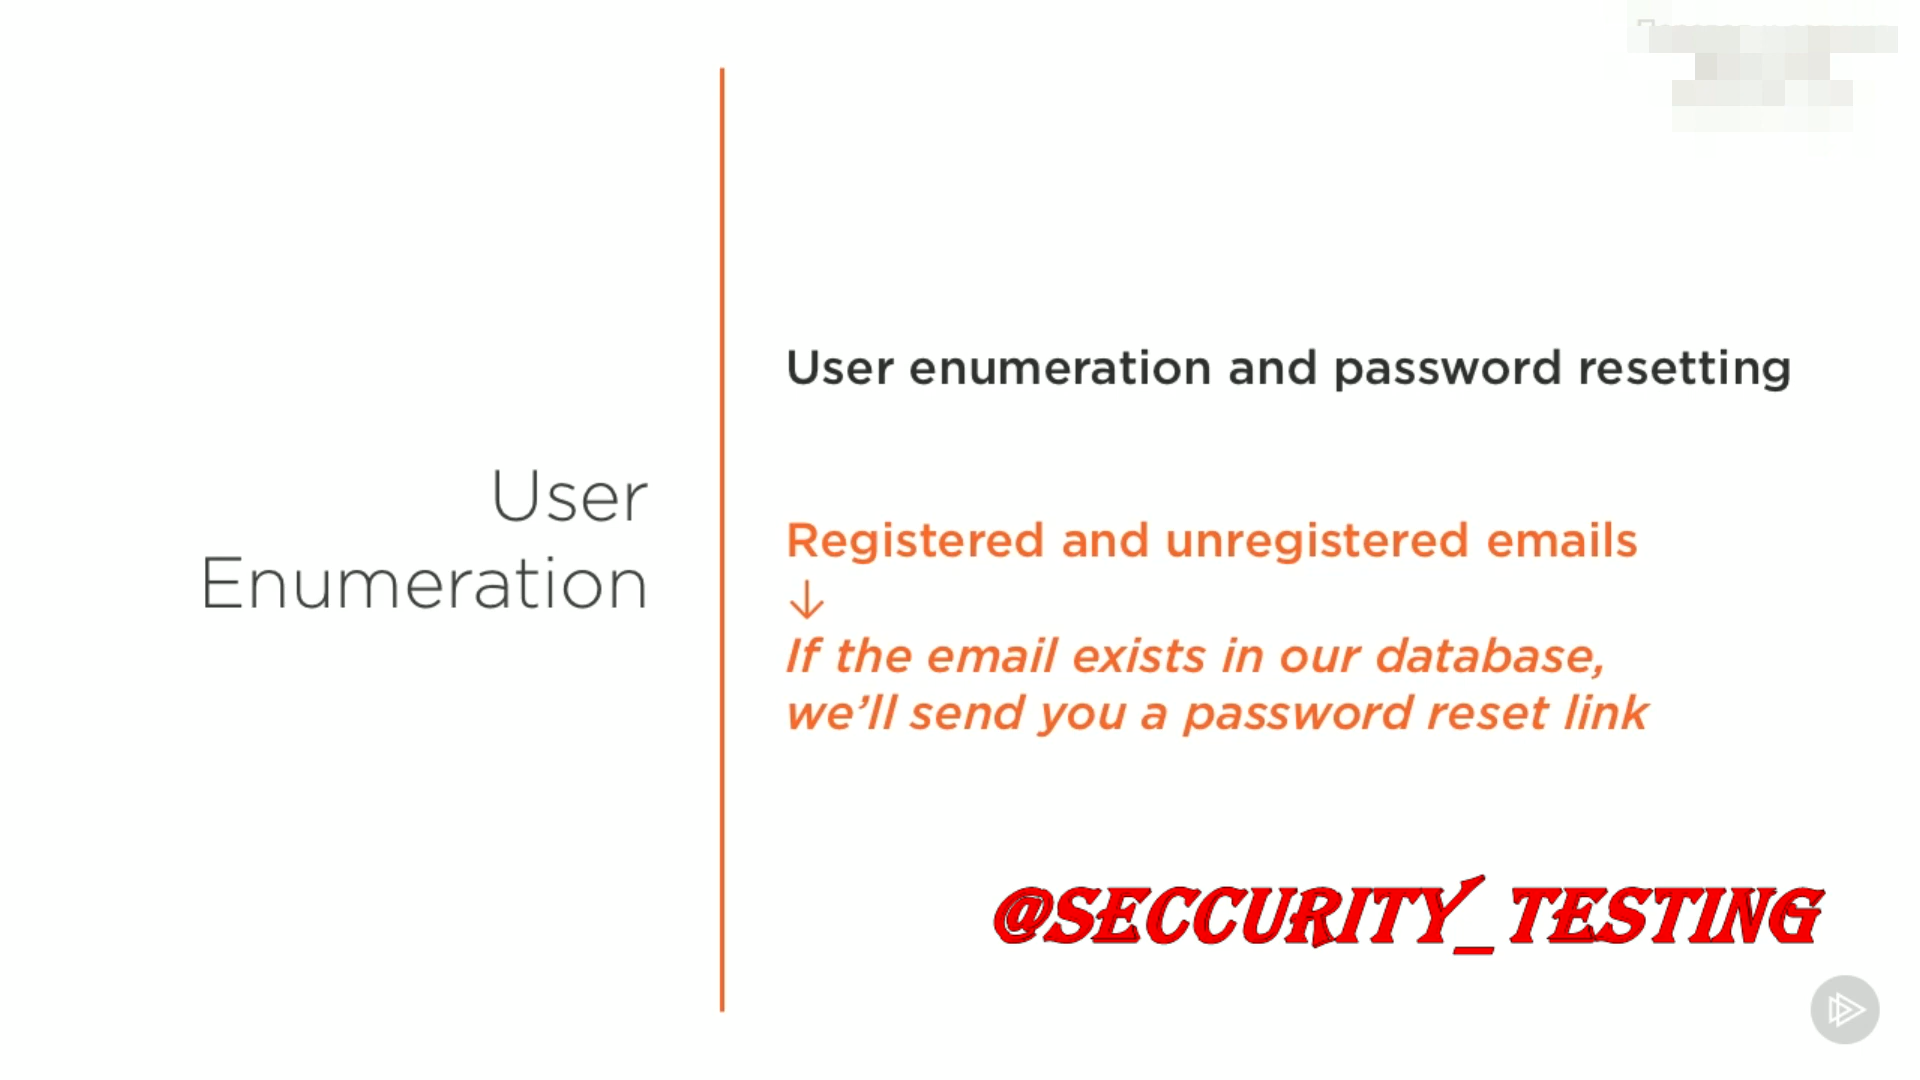 User
Enumeration
User enumeration and password resetting
Registered and unregistered emails
↓
If the email exists in our database,
we’ll send you a password reset link
@SECCURITY_TESTING